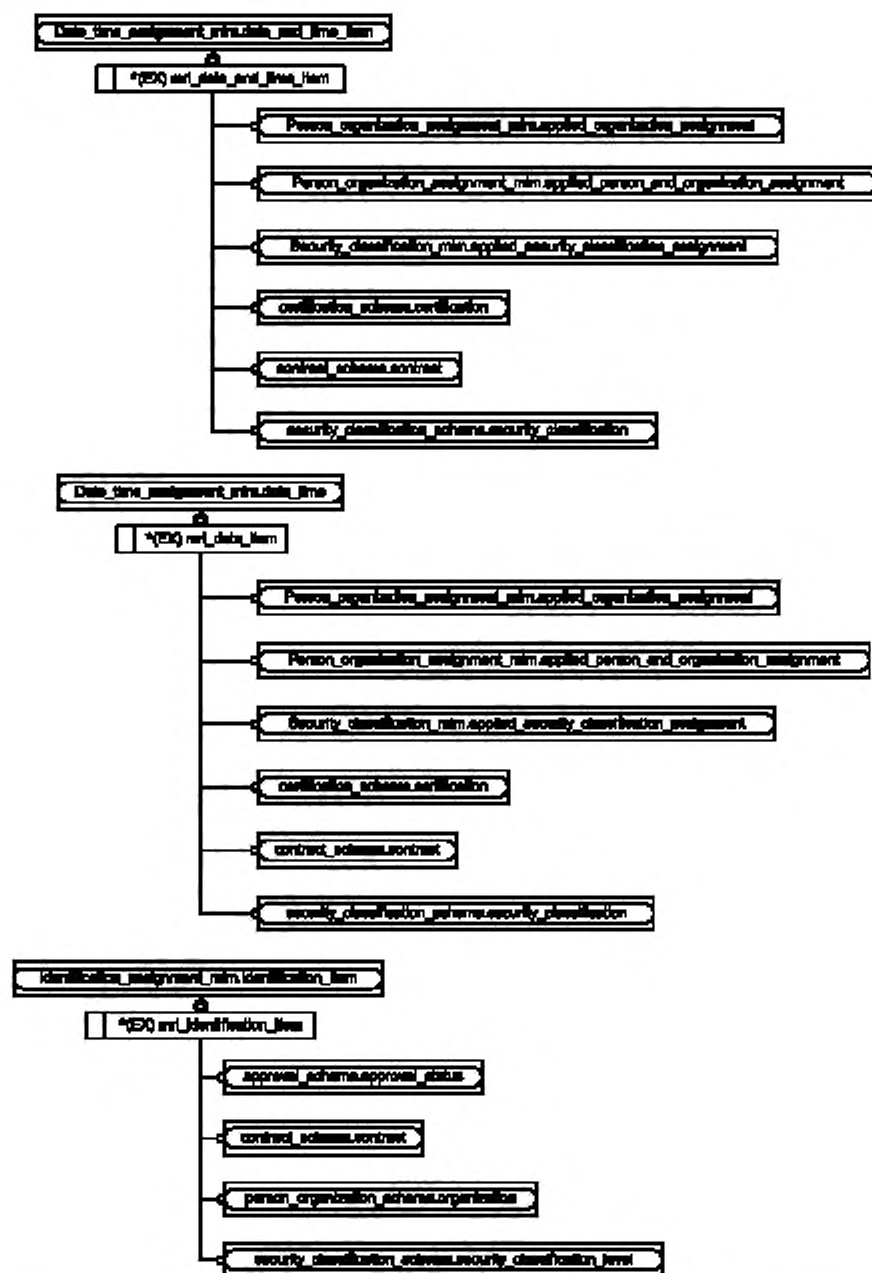 Date_time_assignment_mim.date_and_time_item
*(EX) mri_date_and_time_item
Person_organization_assignment_mim.applied_organization_assignment
Person_organization_assignment_mim.applied_person_and_organization_assignment
Security_classification_mim.applied_security_classification_assignment
certification_schema.certification
contract_schema.contract
security_classification_schema.security_classification
Date_time_assignment_mim.date_time
*(EX) mri_date_item
Person_organization_assignment_mim.applied_organization_assignment
Person_organization_assignment_mim.applied_person_and_organization_assignment
Security_classification_mim.applied_security_classification_assignment
certification_schema.certification
contract_schema.contract
security_classification_schema.security_classification
Identification_assignment_mim.identification_item
*(EX) mri_identification_item
approval_schema.approval_status
contract_schema.contract
person_organization_schema.organization
security_classification_schema.security_classification_level